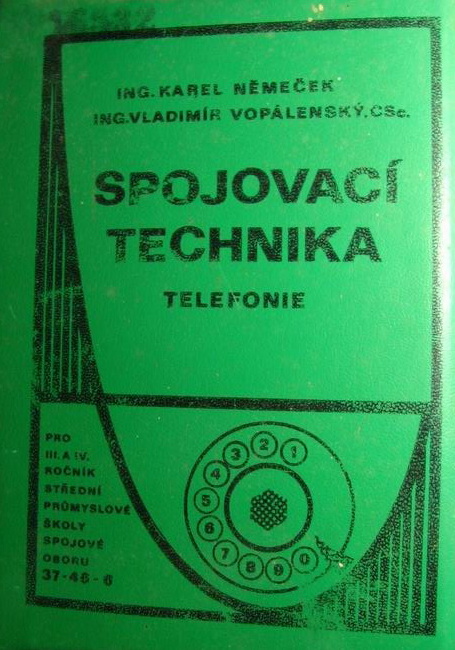 ING. KAREL NĚMEČEK
ING. VLADIMÍR VOPÁLENSKÝ, CSc.
SPOJOVACÍ
TECHNIKA
TELEFONIE
PRO
III. A IV.
ROČNÍK
STŘEDNÍ
PRŮMYSLOVÉ
ŠKOLY
SPOJOVÉ
OBORU
37-46-6
1
2
3
4
5
6
7
8
9
0